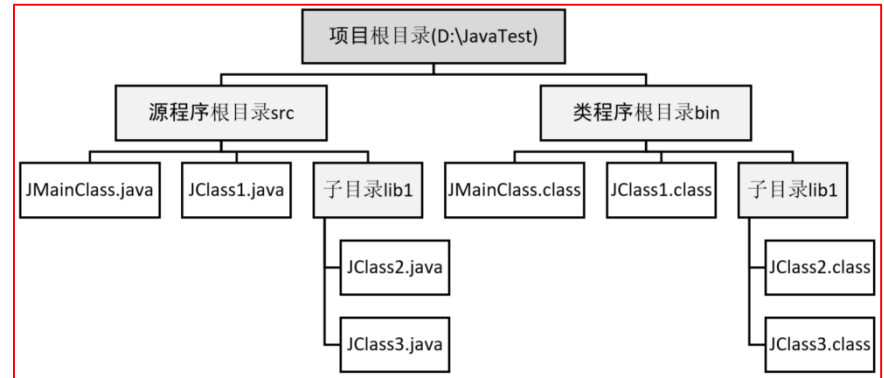 项目根目录(D:\JavaTest)
源程序根目录src
类程序根目录bin
JMainClass.java
JClass1.java
子目录lib1
JMainClass.class
JClass1.class
子目录lib1
JClass2.java
JClass2.class
JClass3.java
JClass3.class